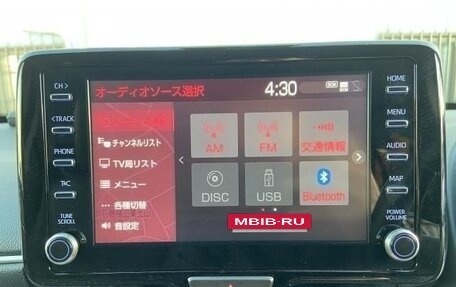 オーディオソース選択
4:30
CH >
< TRACK
PHONE
TUNE
SCROLL
チャンネルリスト
TV局リスト
メニュー
各種切替
音設定
AM
FM
交通情報
DISC
USB
Bluetooth
MBIB-RU
HOME
MENU
AUDIO
MAP
POWER
VOLUME